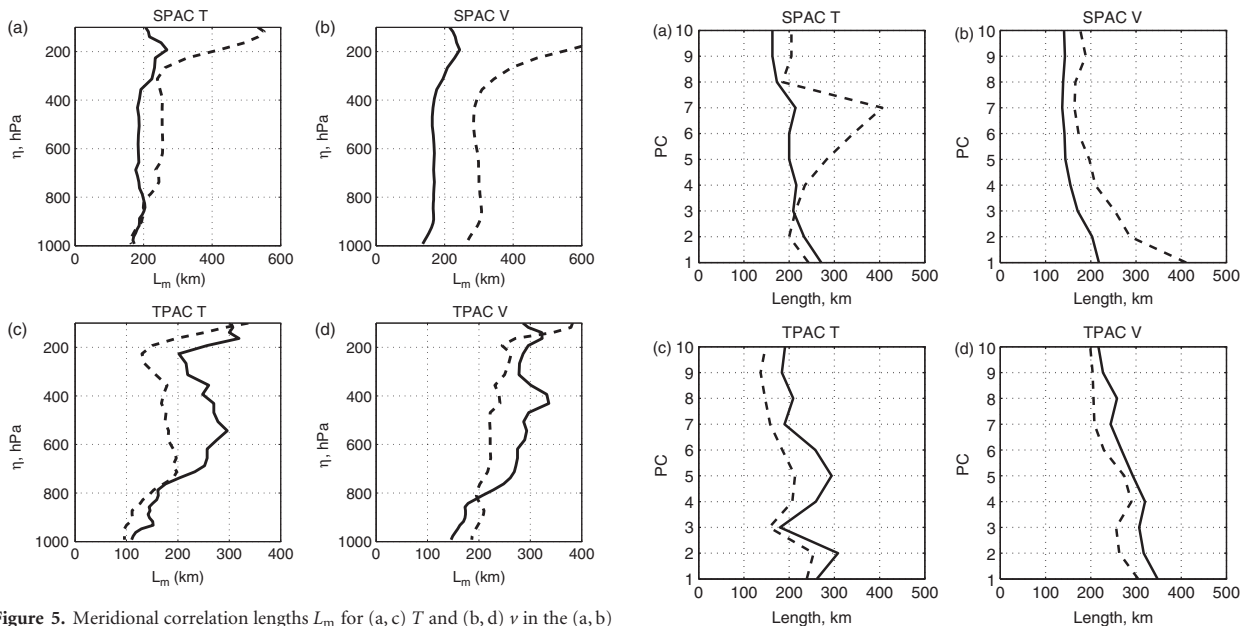 SPAC T
(a)
200
400
600
800
1000
η, hPa
0 200 400 600
Lm (km)
SPAC V
(b)
200
400
600
800
1000
η, hPa
0 200 400 600
Lm (km)
TPAC T
(c)
200
400
600
800
1000
η, hPa
0 100 200 300 400
Lm (km)
TPAC V
(d)
200
400
600
800
1000
η, hPa
0 100 200 300 400
Lm (km)
igure 5. Meridional correlation lengths Lm for (a, c) T and (b, d) v in the (a, b)
SPAC T
(a)
10
9
8
7
6
5
4
3
2
1
PC
0 100 200 300 400 500
Length, km
SPAC V
(b)
10
9
8
7
6
5
4
3
2
1
PC
0 100 200 300 400 500
Length, km
TPAC T
(c)
10
9
8
7
6
5
4
3
2
1
PC
0 100 200 300 400 500
Length, km
TPAC V
(d)
10
9
8
7
6
5
4
3
2
1
PC
0 100 200 300 400 500
Length, km